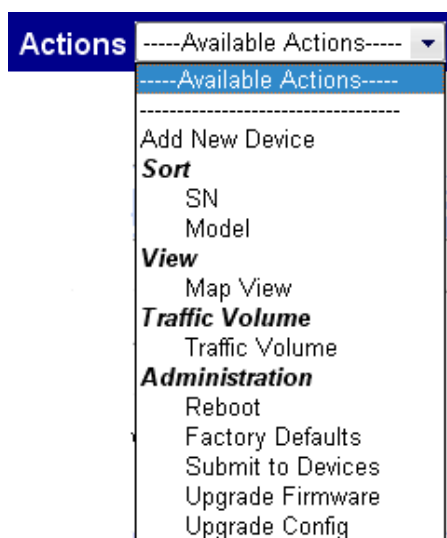 Actions -----Available Actions-----
-----Available Actions-----
----------------------------------
Add New Device
Sort
SN
Model
View
Map View
Traffic Volume
Traffic Volume
Administration
Reboot
Factory Defaults
Submit to Devices
Upgrade Firmware
Upgrade Config